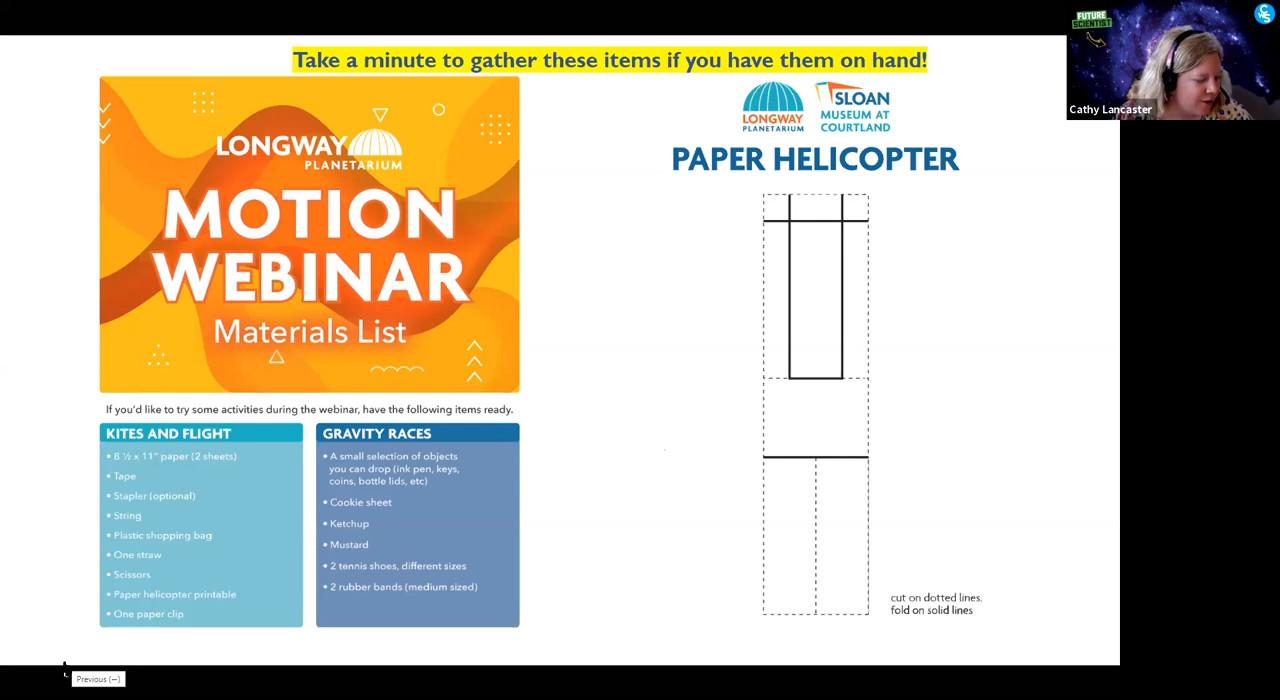 Take a minute to gather these items if you have them on hand!
FUTURE
SCIENTIST
CWS
Cathy Lancaster
LONGWAY
PLANETARIUM
MOTION
WEBINAR
Materials List
If you'd like to try some activities during the webinar, have the following items ready.
KITES AND FLIGHT
• 8 ½ x 11" paper (2 sheets)
• Tape
• Stapler (optional)
• String
• Plastic shopping bag
• One straw
• Scissors
• Paper helicopter printable
• One paper clip
GRAVITY RACES
• A small selection of objects
you can drop (ink pen, keys,
coins, bottle lids, etc)
• Cookie sheet
• Ketchup
• Mustard
• 2 tennis shoes, different sizes
• 2 rubber bands (medium sized)
LONGWAY
PLANETARIUM
SLOAN
MUSEUM AT
COURTLAND
PAPER HELICOPTER
cut on dotted lines,
fold on solid lines
Previous (←)